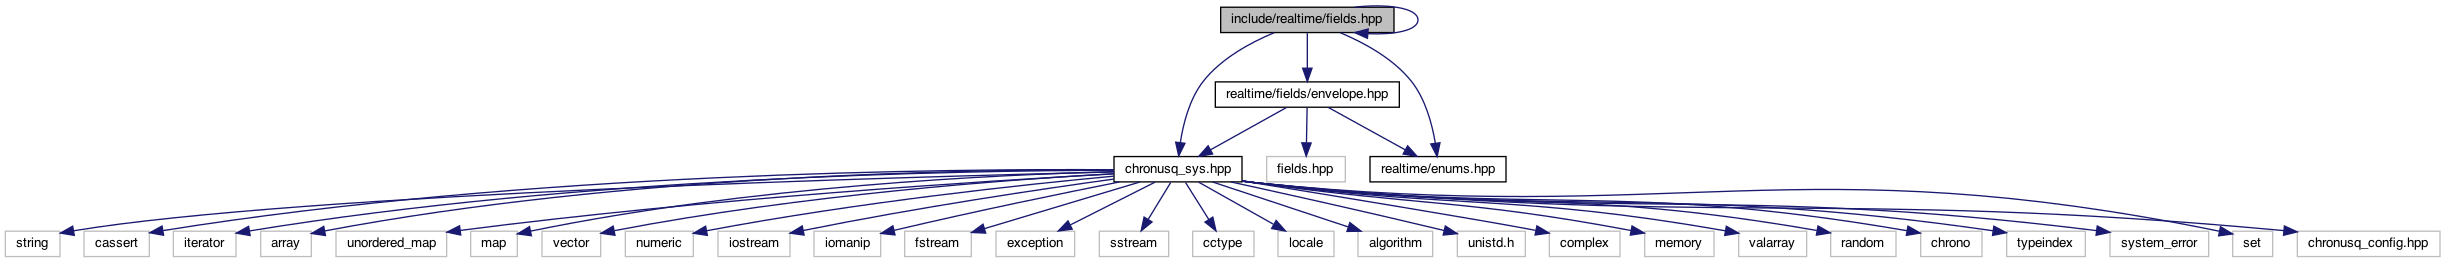 include/realtime/fields.hpp
realtime/fields/envelope.hpp
chronusq_sys.hpp
fields.hpp
realtime/enums.hpp
string
cassert
iterator
array
unordered_map
map
vector
numeric
iostream
iomanip
fstream
exception
sstream
cctype
locale
algorithm
unistd.h
complex
memory
valarray
random
chrono
typeindex
system_error
set
chronusq_config.hpp